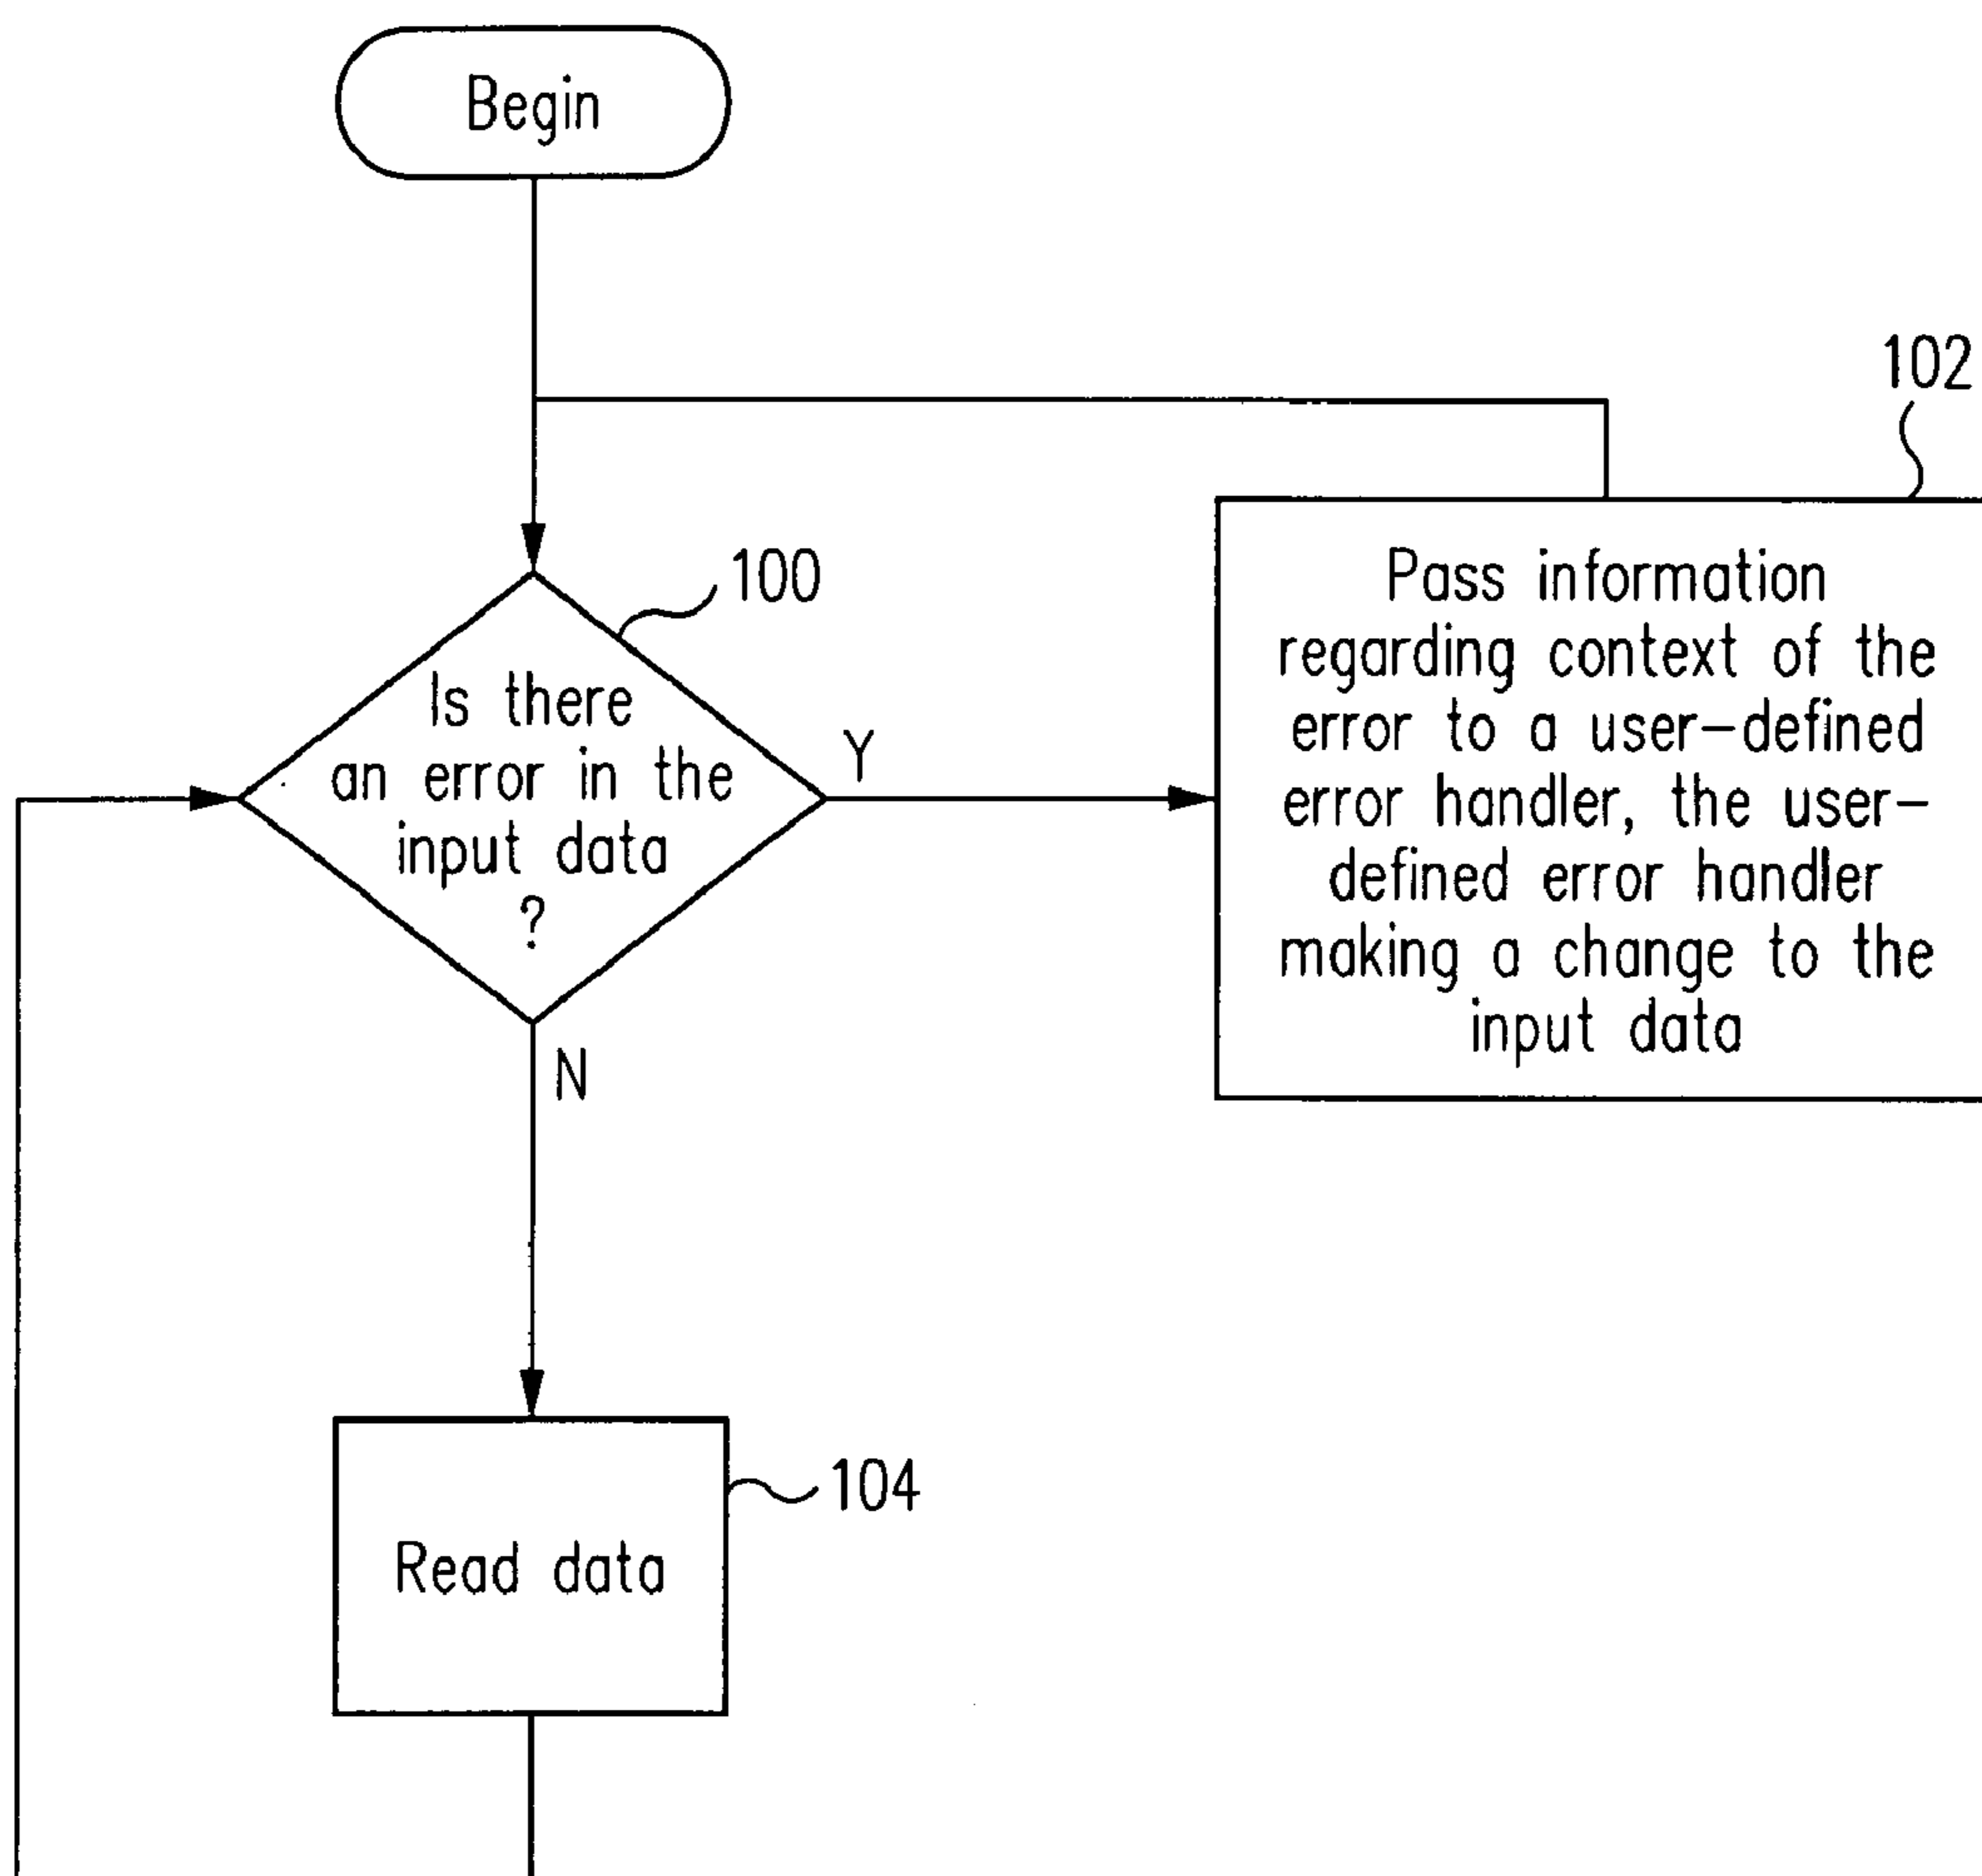 Begin
102
100
Is there
an error in the
input data
?
Y
N
Pass information
regarding context of the
error to a user-defined
error handler, the user-
defined error handler
making a change to the
input data
104
Read data